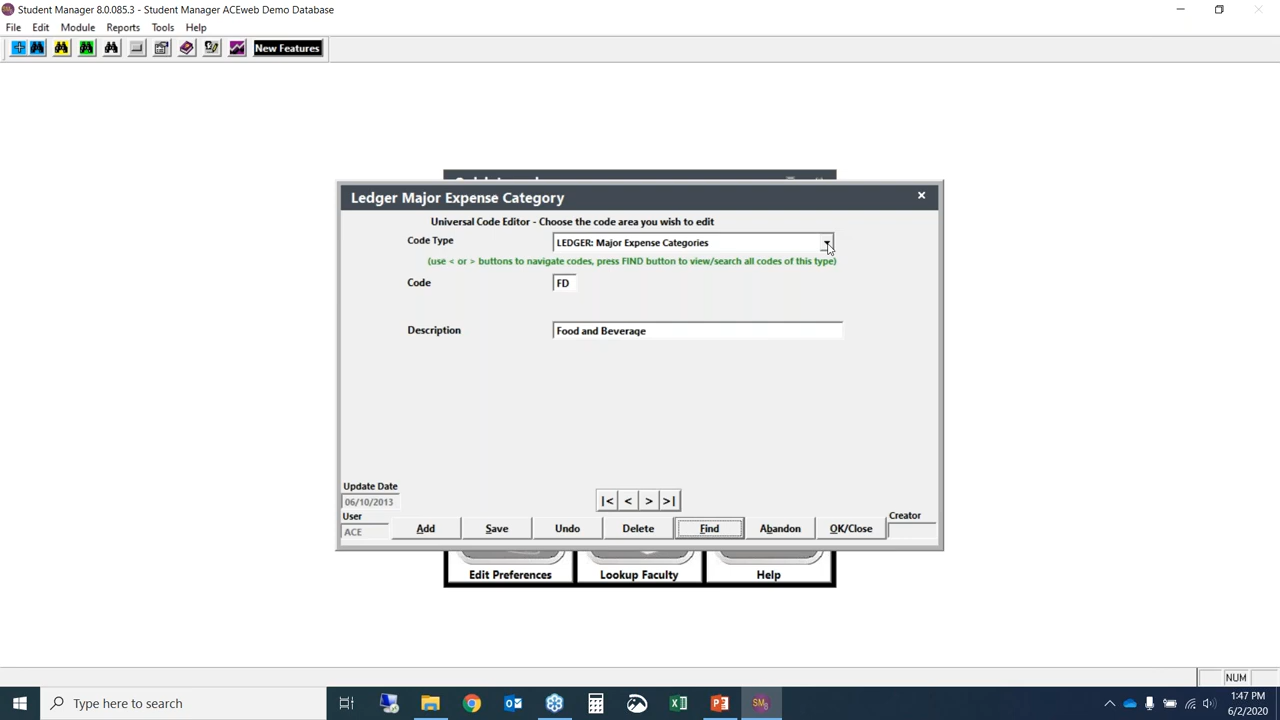 Student Manager 8.0.085.3 - Student Manager ACEweb Demo Database
File Edit Module Reports Tools Help
New Features
Ledger Major Expense Category
Universal Code Editor - Choose the code area you wish to edit
Code Type LEDGER: Major Expense Categories
(use < or > buttons to navigate codes, press FIND button to view/search all codes of this type)
Code FD
Description Food and Beverage
Update Date
06/10/2013 |< < > >|
User Creator
ACE Add Save Undo Delete Find Abandon OK/Close
Edit Preferences Lookup Faculty Help
NUM
Type here to search
1:47 PM
6/2/2020